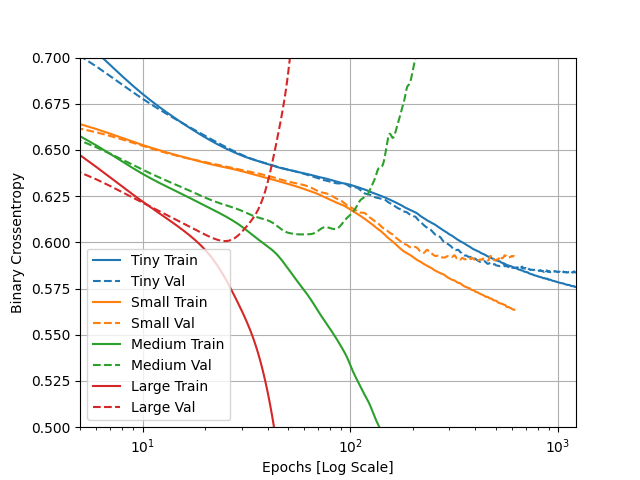 0.700
0.675
0.650
0.625
0.600
0.575
0.550
0.525
0.500
Binary Crossentropy
Tiny Train
Tiny Val
Small Train
Small Val
Medium Train
Medium Val
Large Train
Large Val
10¹
10²
10³
Epochs [Log Scale]